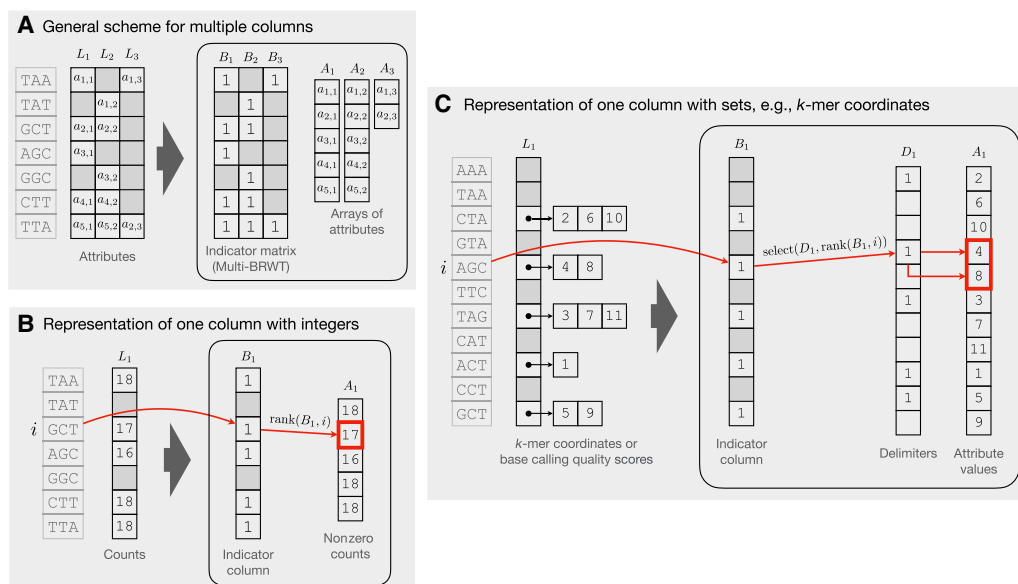 A General scheme for multiple columns
L1 L2 L3 B1 B2 B3 A1 A2 A3
TAA a1,1 a1,3 1 1 a1,1 a1,2 a1,3
TAT a1,2 1 a2,1 a2,2 a2,3
GCT a2,1 a2,2 1 1 a3,1 a3,2
AGC a3,1 1 a4,1 a4,2
GGC a3,2 1 a5,1 a5,2
CTT a4,1 a4,2 1 1
TTA a5,1 a5,2 a2,3 1 1 1
Attributes
Indicator matrix
(Multi-BRWT)
Arrays of
attributes
B Representation of one column with integers
L1 B1 A1
TAA 18 1 18
TAT
i GCT 17 1 rank(B1, i) 17
AGC 16 1 16
GGC 18
CTT 18 1 18
TTA 18 1
Counts
Indicator
column
Nonzero
counts
C Representation of one column with sets, e.g., k-mer coordinates
L1 B1 D1 A1
AAA 1 2
TAA 6
CTA 2 6 10 1 10
GTA select(D1, rank(B1, i)) 1 4
i AGC 4 8 1 8
TTC 1 3
TAG 3 7 11 1 7
CAT 11
ACT 1 1 1 1
CCT 1 5
GCT 5 9 1 9
k-mer coordinates or
base calling quality scores
Indicator
column
Delimiters
Attribute
values